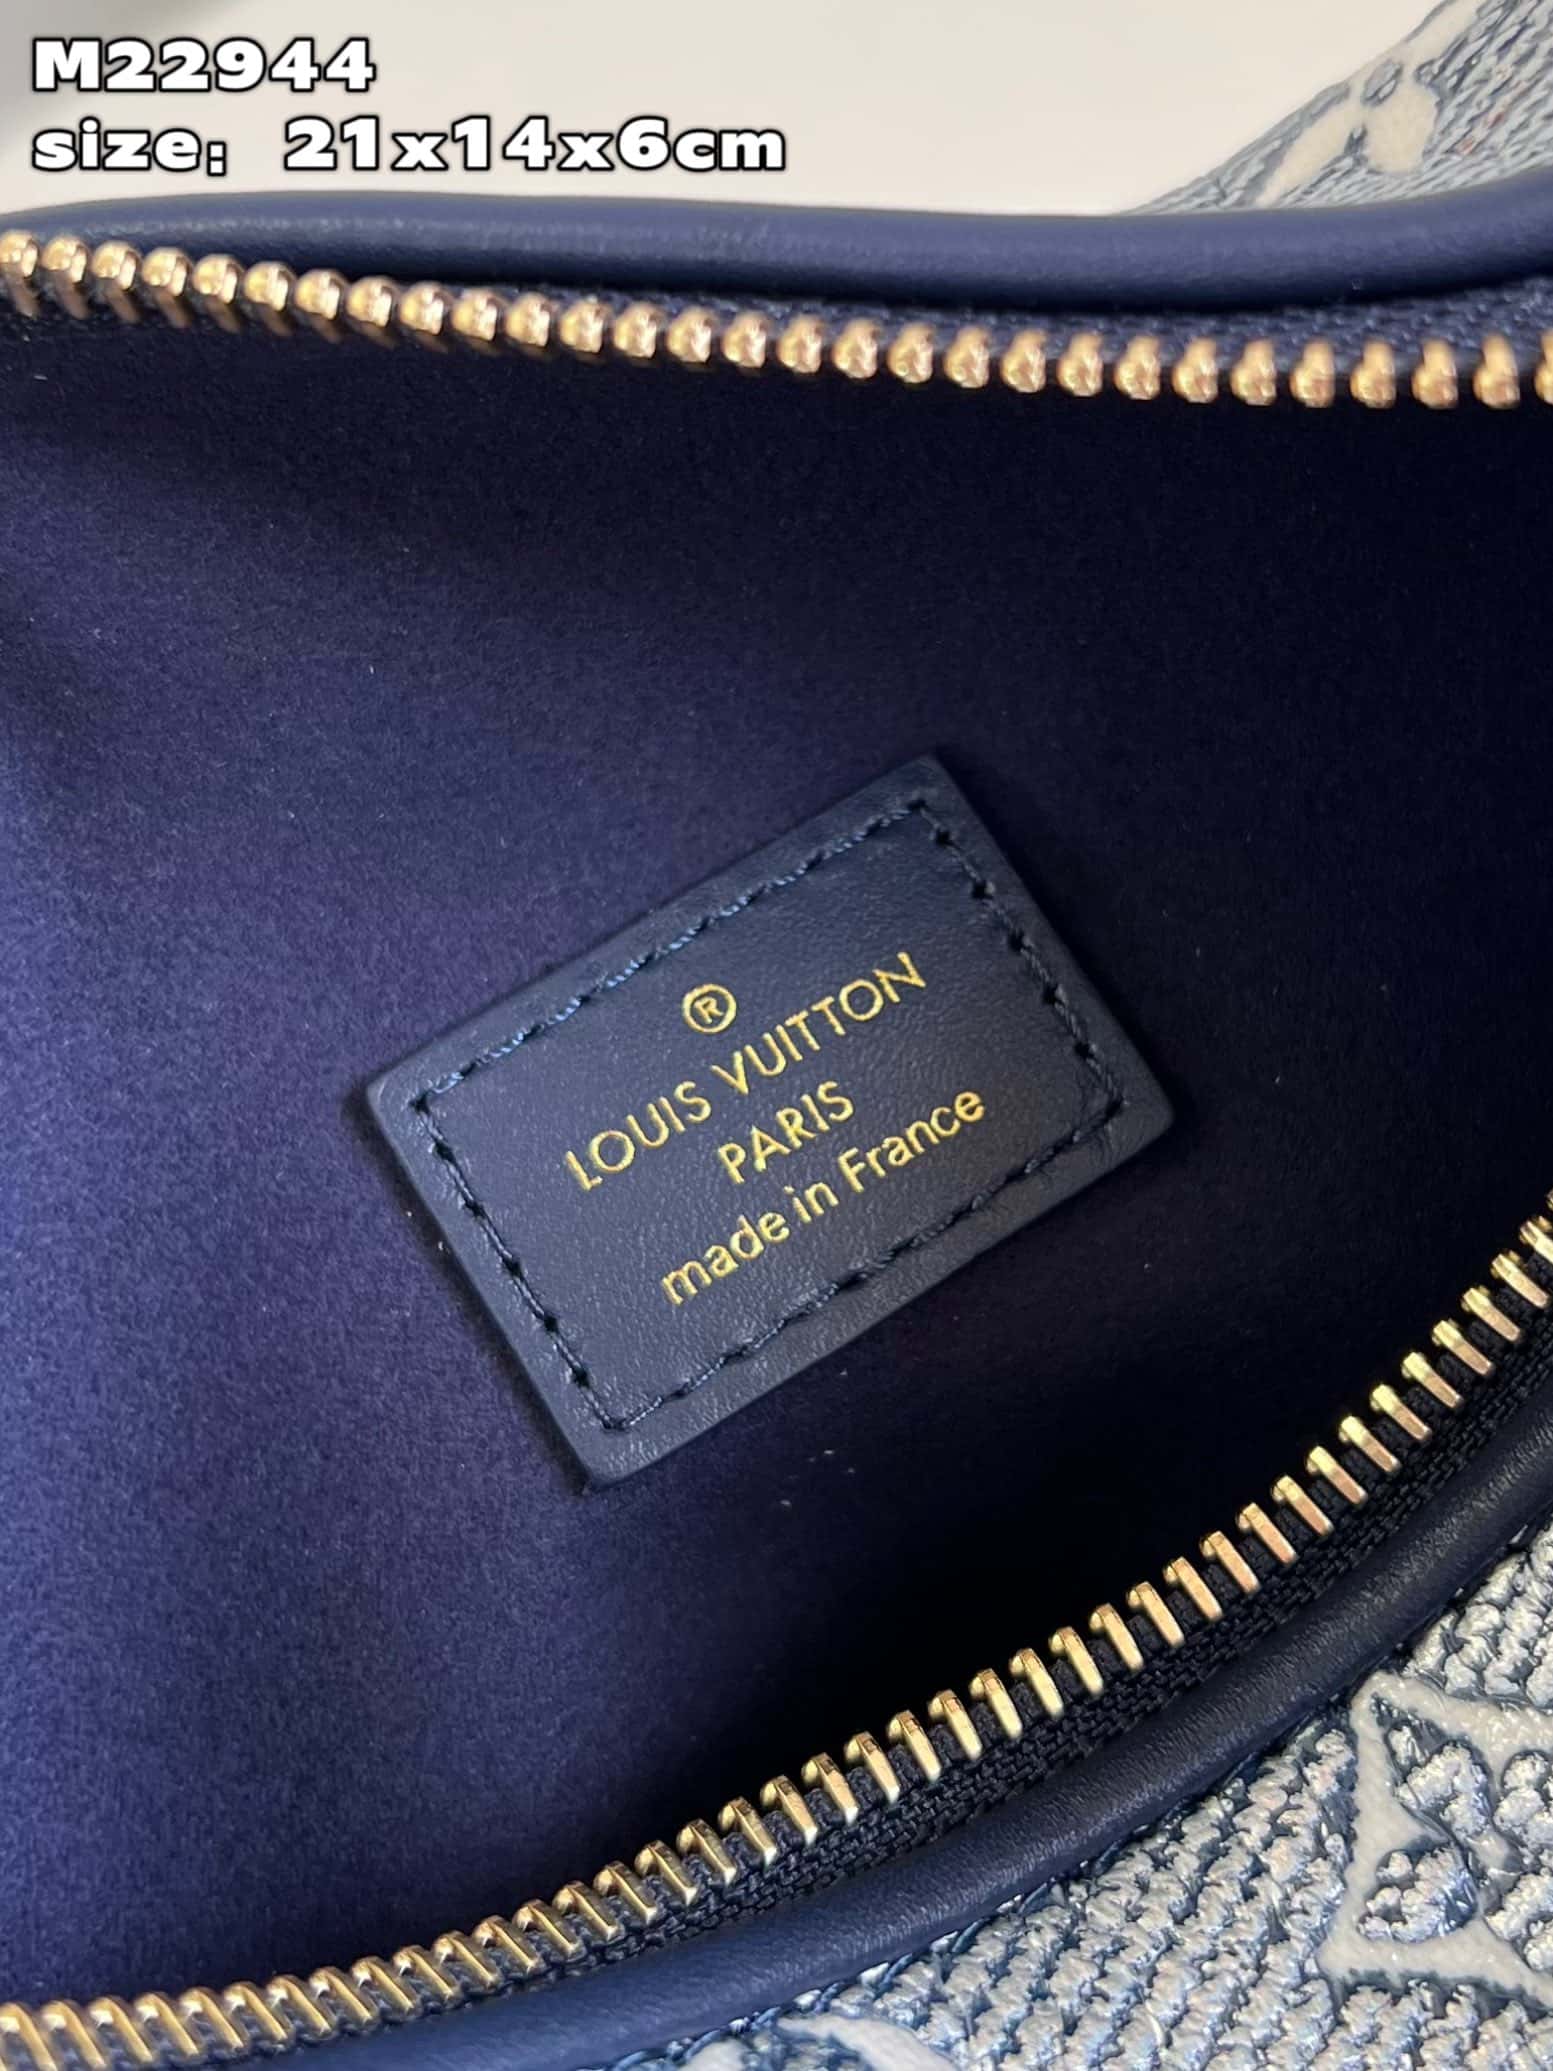 M22944
size: 21x14x6cm
®
LOUIS VUITTON
PARIS
made in France